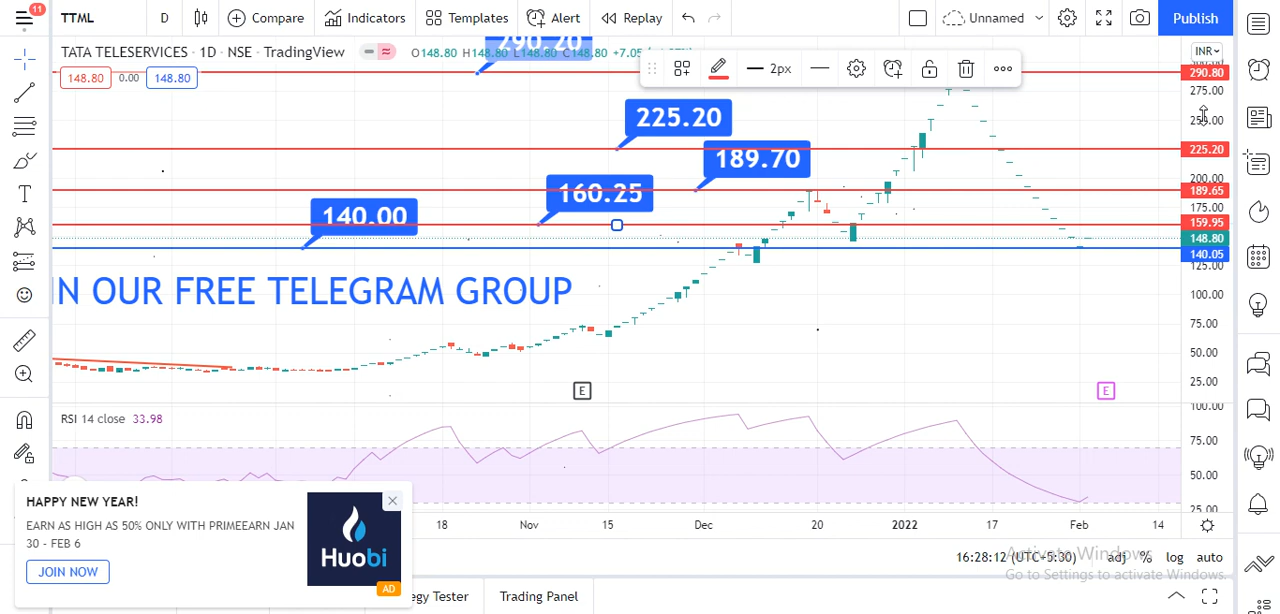 11
TTML
D
Compare
Indicators
Templates
Alert
Replay
Unnamed
Publish
TATA TELESERVICES · 1D · NSE · TradingView
O148.80 H148.80 L148.80 C148.80 +7.05
148.80 0.00 148.80
2px
INR
290.20
290.80
275.00
225.20
250.00
225.20
189.70
200.00
189.65
160.25
175.00
159.95
140.00
148.80
140.05
125.00
IN OUR FREE TELEGRAM GROUP
100.00
75.00
50.00
25.00
E
E
RSI 14 close 33.98
100.00
75.00
50.00
25.00
18 Nov 15 Dec 20 2022 17 Feb 14
HAPPY NEW YEAR!
EARN AS HIGH AS 50% ONLY WITH PRIMEEARN JAN
30 - FEB 6
JOIN NOW
Huobi
AD
16:28:12 (UTC+5:30)
adj % log auto
Activate Windows
Go to Settings to activate Windows.
egy Tester
Trading Panel